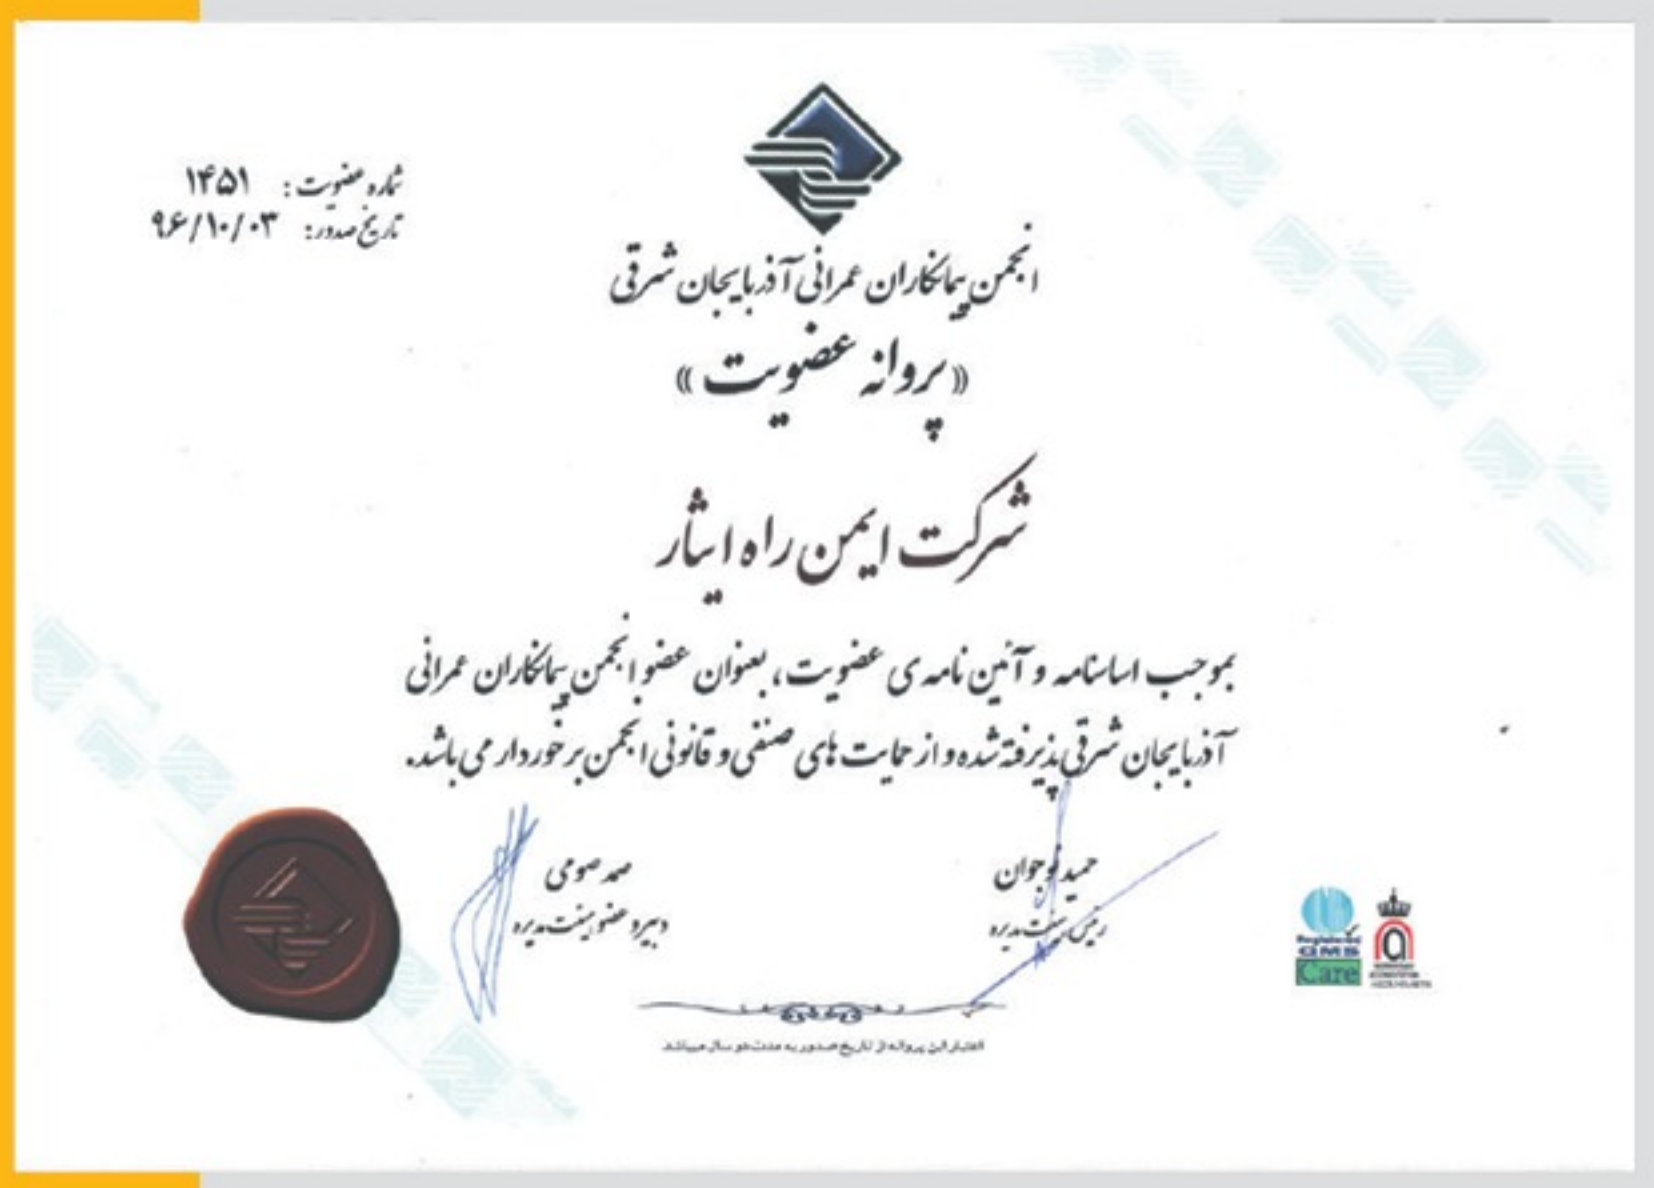 شماره عضویت: ۱۴۵۱
تاریخ صدور: ۹۶/۱۰/۰۳
انجمن پیمانکاران عمرانی آذربایجان شرقی
«پروانه عضویت»
شرکت ایمن راه ایثار
بموجب اساسنامه و آئین نامه ی عضویت، بعنوان عضو انجمن پیمانکاران عمرانی
آذربایجان شرقی پذیرفته شده و از حمایت های صنفی و قانونی انجمن برخوردار می باشد.
حمید نوجوان
رئیس هیئت مدیره
صمد صومی
دبیر و عضو هیئت مدیره
QMS
Care
اعتبار این پروانه از تاریخ صدور به مدت دو سال میباشد